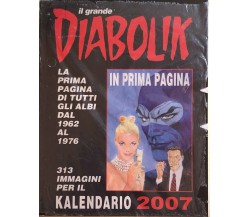 il grande
DIABOLIK
LA
PRIMA
PAGINA
DI TUTTI
GLI ALBI
DAL
1962
AL
1976
IN PRIMA PAGINA
313
IMMAGINI
PER IL
KALENDARIO 2007